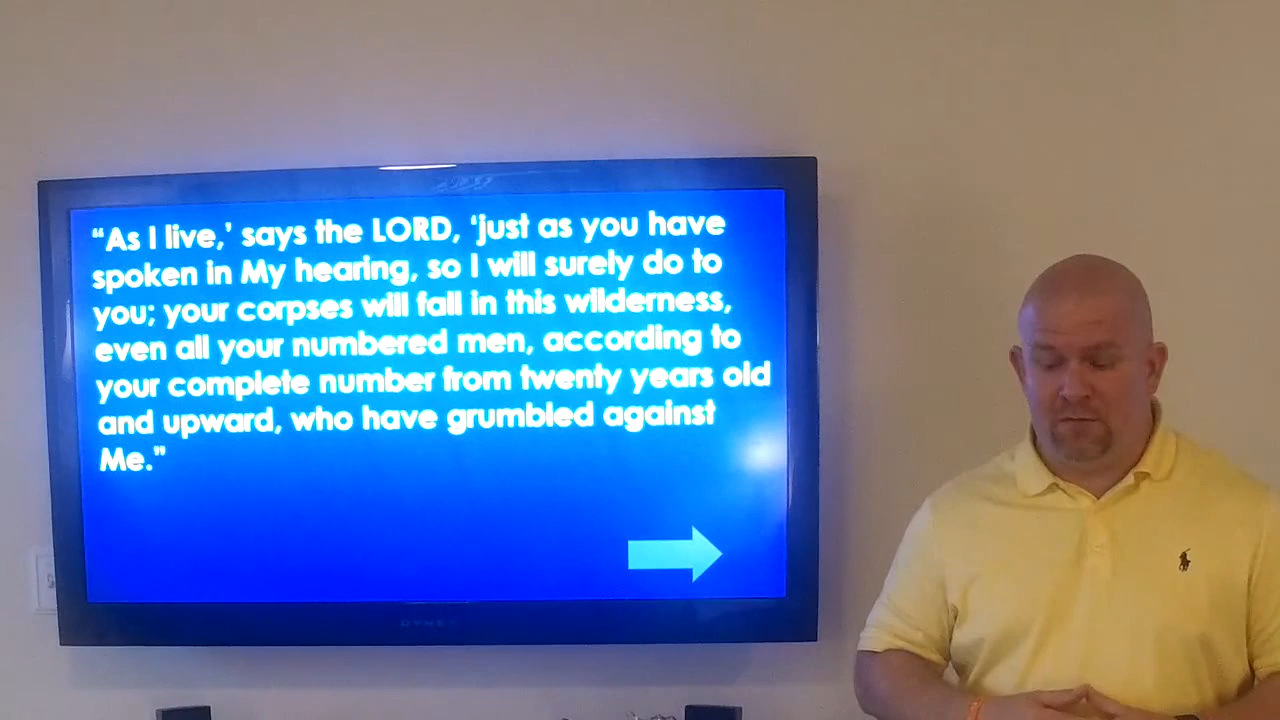 “As I live,’ says the LORD, ‘just as you have
spoken in My hearing, so I will surely do to
you; your corpses will fall in this wilderness,
even all your numbered men, according to
your complete number from twenty years old
and upward, who have grumbled against
Me."
DYNEX